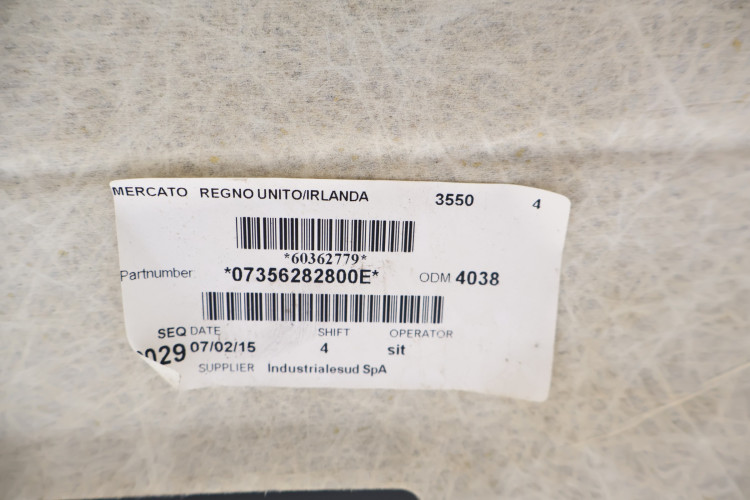 MERCATO REGNO UNITO/IRLANDA 3550 4
*60362779*
Partnumber *07356282800E* ODM 4038
SEQ DATE SHIFT OPERATOR
029 07/02/15 4 sit
SUPPLIER Industrialesud SpA